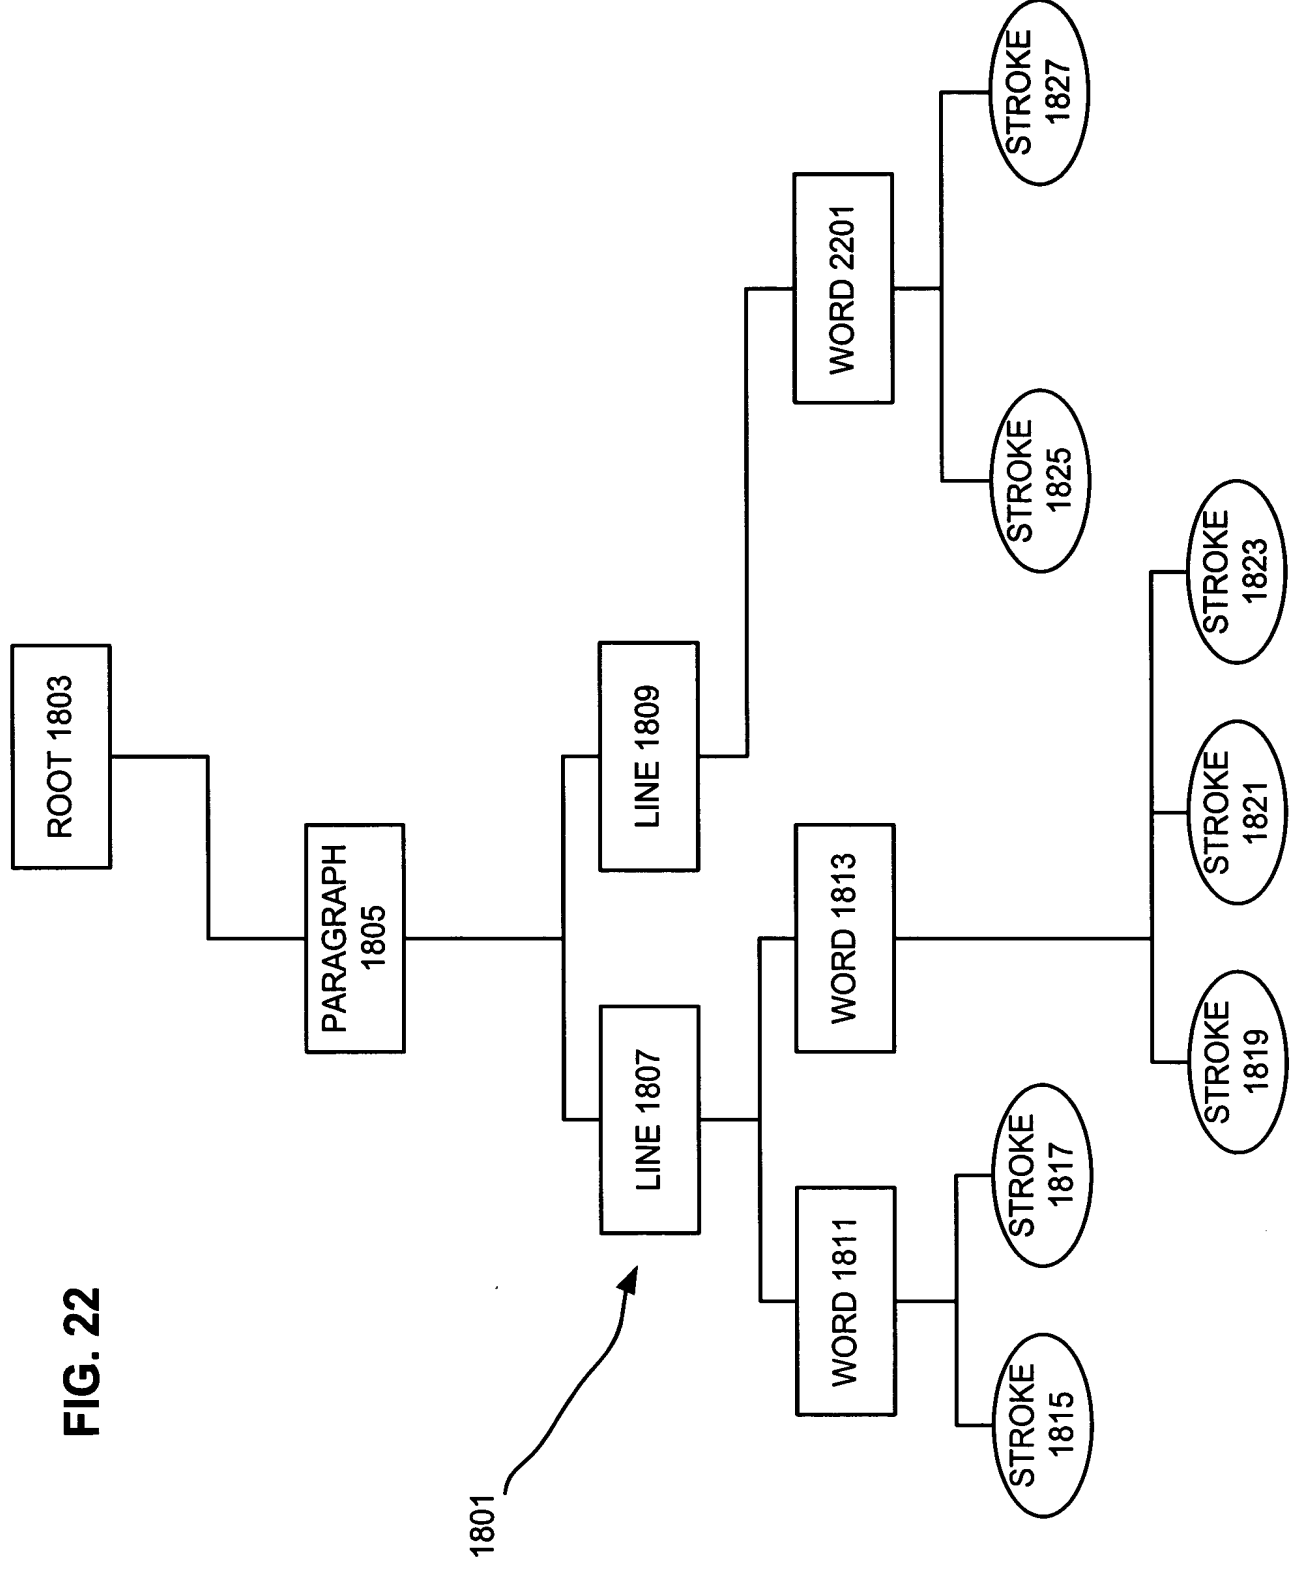 FIG. 22
1801
ROOT 1803
PARAGRAPH
1805
LINE 1807
LINE 1809
WORD 1811
WORD 1813
WORD 2201
STROKE
1815
STROKE
1817
STROKE
1819
STROKE
1821
STROKE
1823
STROKE
1825
STROKE
1827